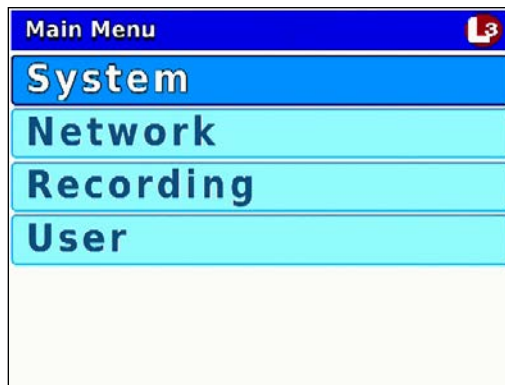 Main Menu
L3
System
Network
Recording
User